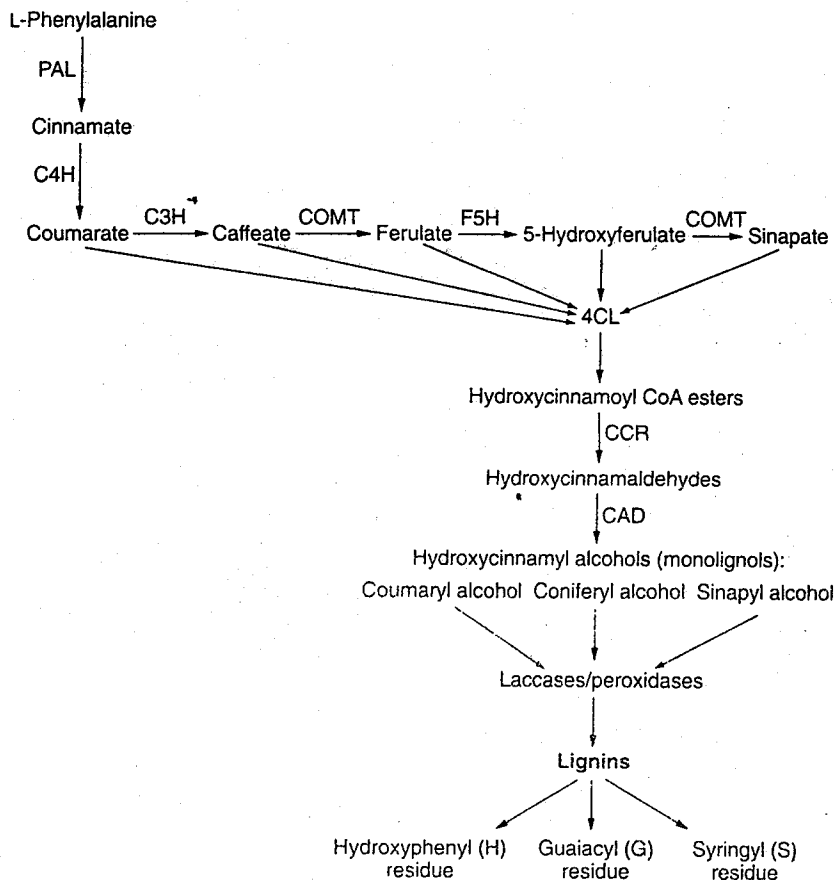 L-Phenylalanine
PAL
Cinnamate
C4H
C3H
COMT
F5H
COMT
Coumarate
Caffeate
Ferulate
5-Hydroxyferulate
Sinapate
4CL
Hydroxycinnamoyl CoA esters
CCR
Hydroxycinnamaldehydes
CAD
Hydroxycinnamyl alcohols (monolignols):
Coumaryl alcohol Coniferyl alcohol Sinapyl alcohol
Laccases/peroxidases
Lignins
Hydroxyphenyl (H)
residue
Guaiacyl (G)
residue
Syringyl (S)
residue